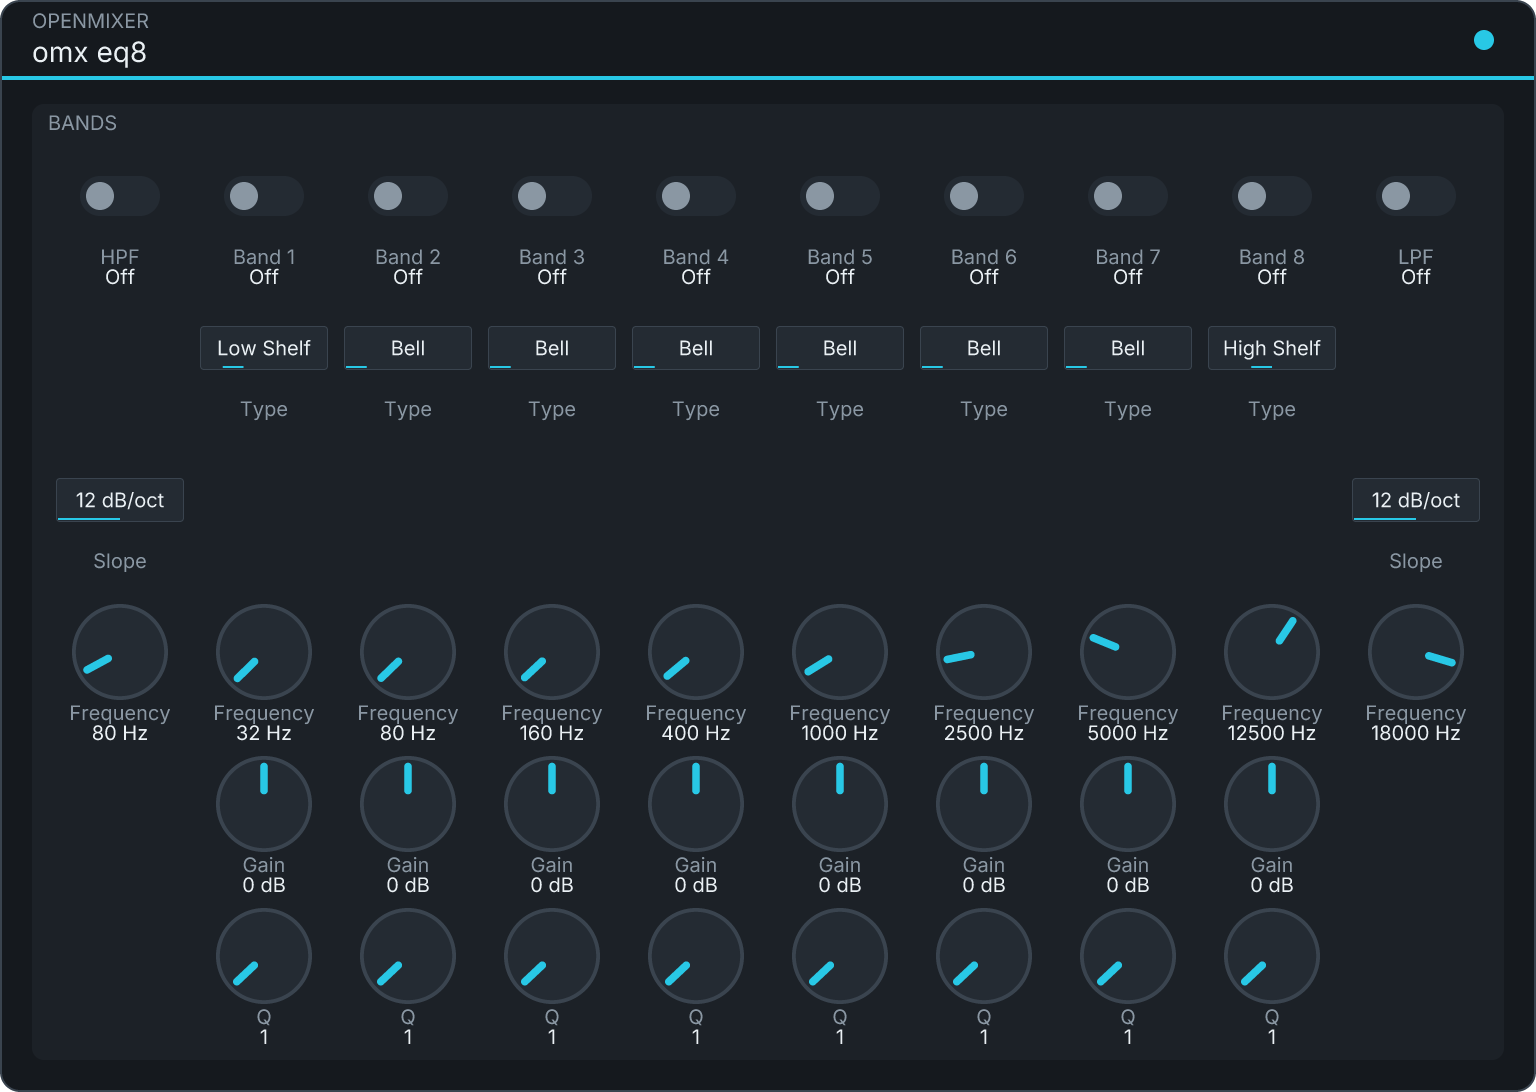 OPENMIXER
omx eq8
BANDS
HPF Band 1 Band 2 Band 3 Band 4 Band 5 Band 6 Band 7 Band 8 LPF
Off Off Off Off Off Off Off Off Off Off
Low Shelf Bell Bell Bell Bell Bell Bell High Shelf
Type Type Type Type Type Type Type Type
12 dB/oct 12 dB/oct
Slope Slope
Frequency Frequency Frequency Frequency Frequency Frequency Frequency Frequency Frequency Frequency
80 Hz 32 Hz 80 Hz 160 Hz 400 Hz 1000 Hz 2500 Hz 5000 Hz 12500 Hz 18000 Hz
Gain Gain Gain Gain Gain Gain Gain Gain
0 dB 0 dB 0 dB 0 dB 0 dB 0 dB 0 dB 0 dB
Q Q Q Q Q Q Q Q
1 1 1 1 1 1 1 1